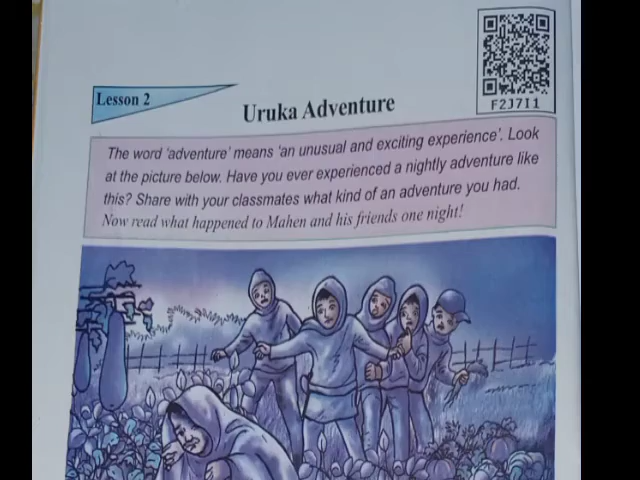 F2J7I1
Lesson 2
Uruka Adventure
The word 'adventure' means 'an unusual and exciting experience'. Look
at the picture below. Have you ever experienced a nightly adventure like
this? Share with your classmates what kind of an adventure you had.
Now read what happened to Mahen and his friends one night!